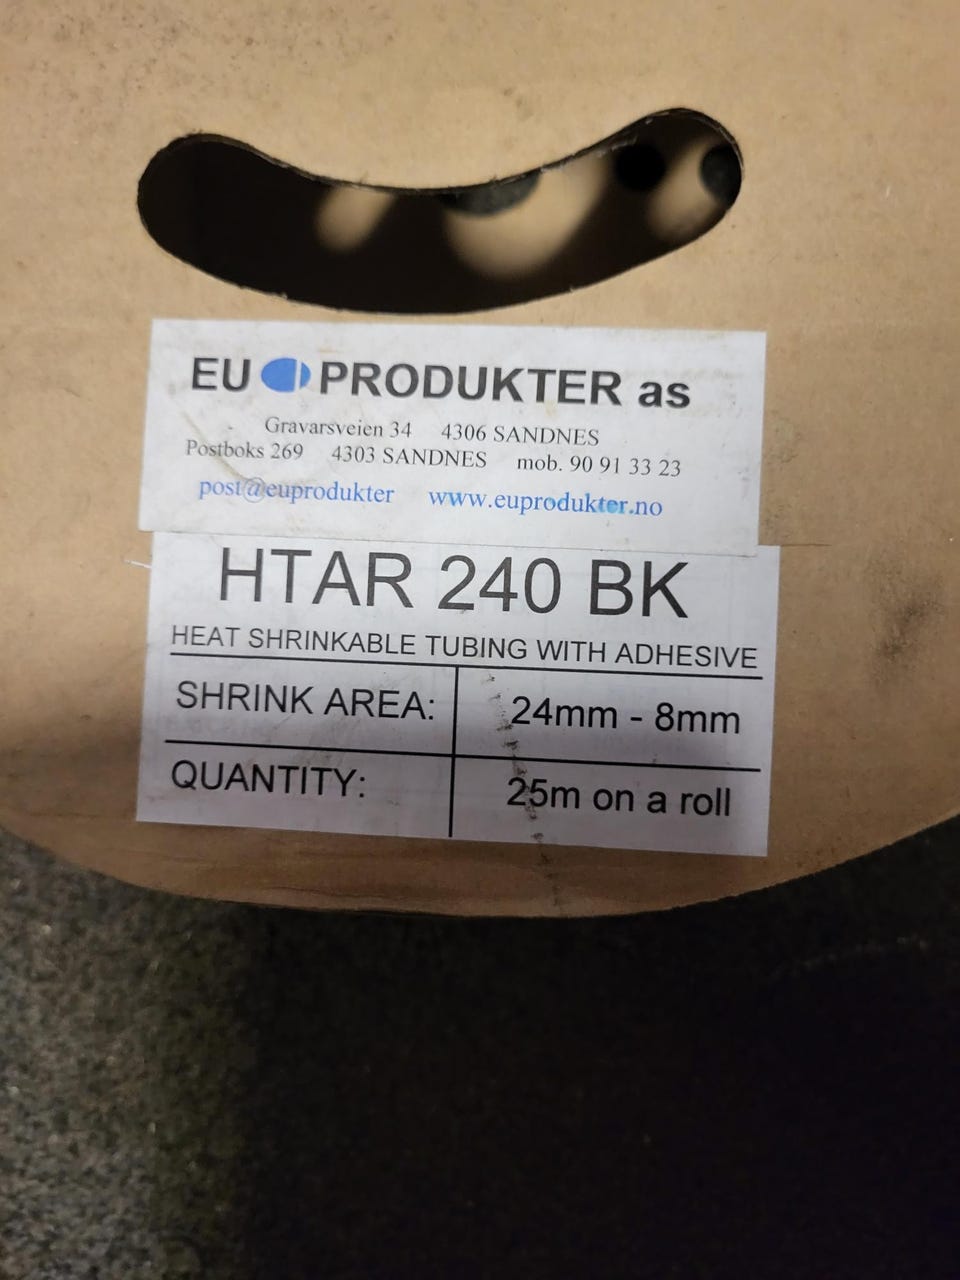 EU PRODUKTER as
Gravarsveien 34 4306 SANDNES
Postboks 269 4303 SANDNES mob. 90 91 33 23
post@euprodukter www.euprodukter.no
HTAR 240 BK
HEAT SHRINKABLE TUBING WITH ADHESIVE
SHRINK AREA: 24mm - 8mm
QUANTITY: 25m on a roll